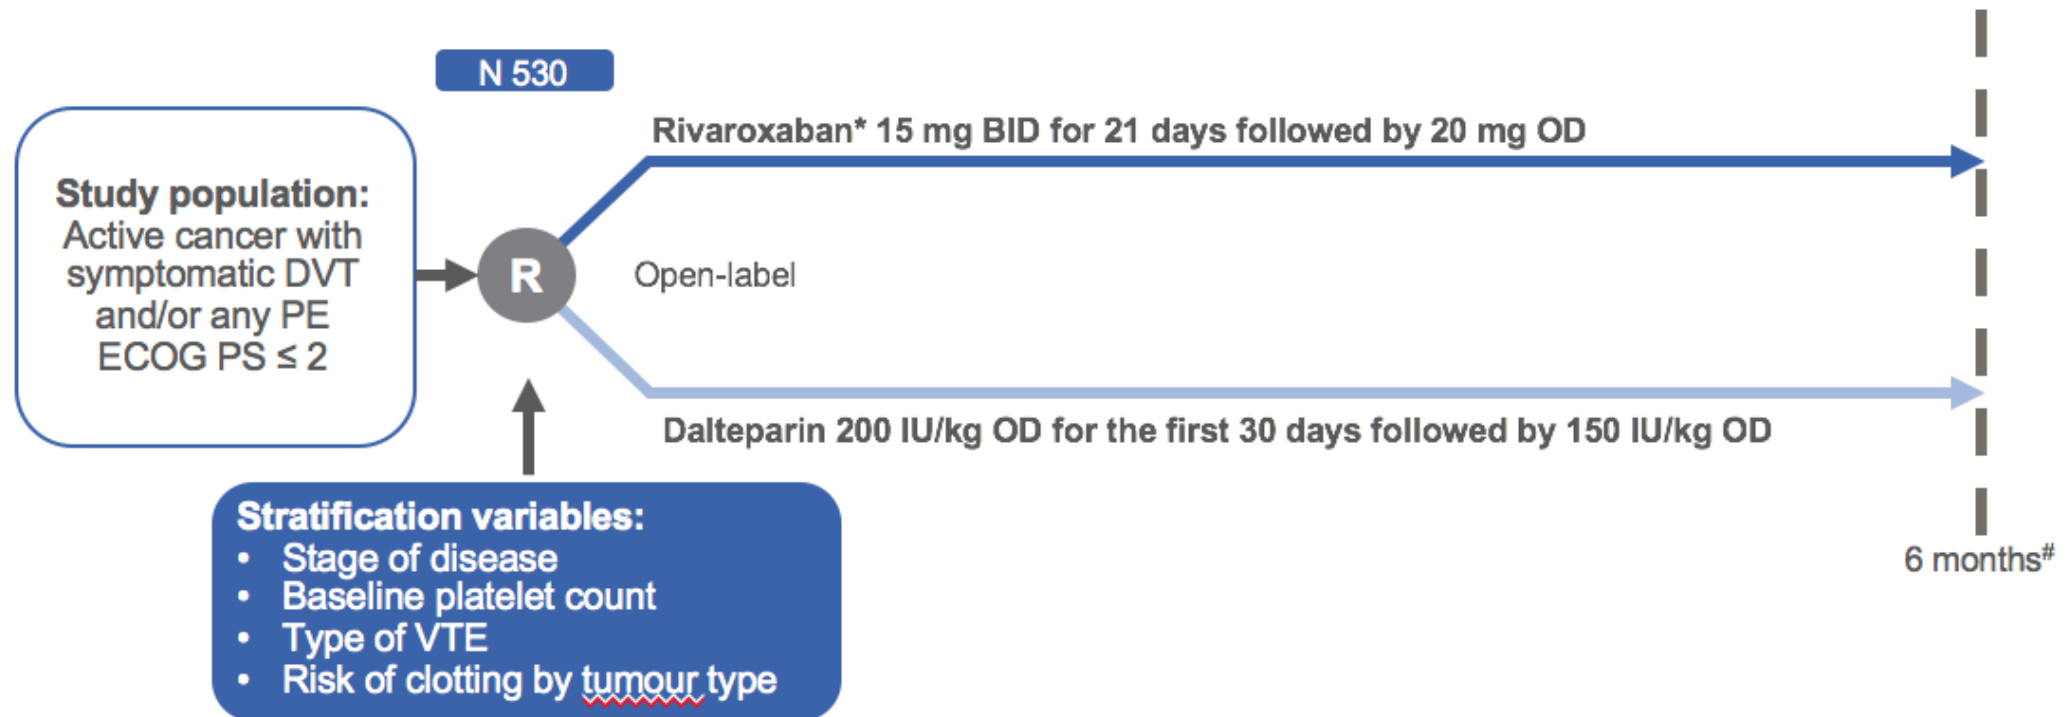 N 530
Rivaroxaban* 15 mg BID for 21 days followed by 20 mg OD
Study population:
Active cancer with
symptomatic DVT
and/or any PE
ECOG PS ≤ 2
R
Open-label
Dalteparin 200 IU/kg OD for the first 30 days followed by 150 IU/kg OD
Stratification variables:
• Stage of disease
• Baseline platelet count
• Type of VTE
• Risk of clotting by tumour type
6 months#